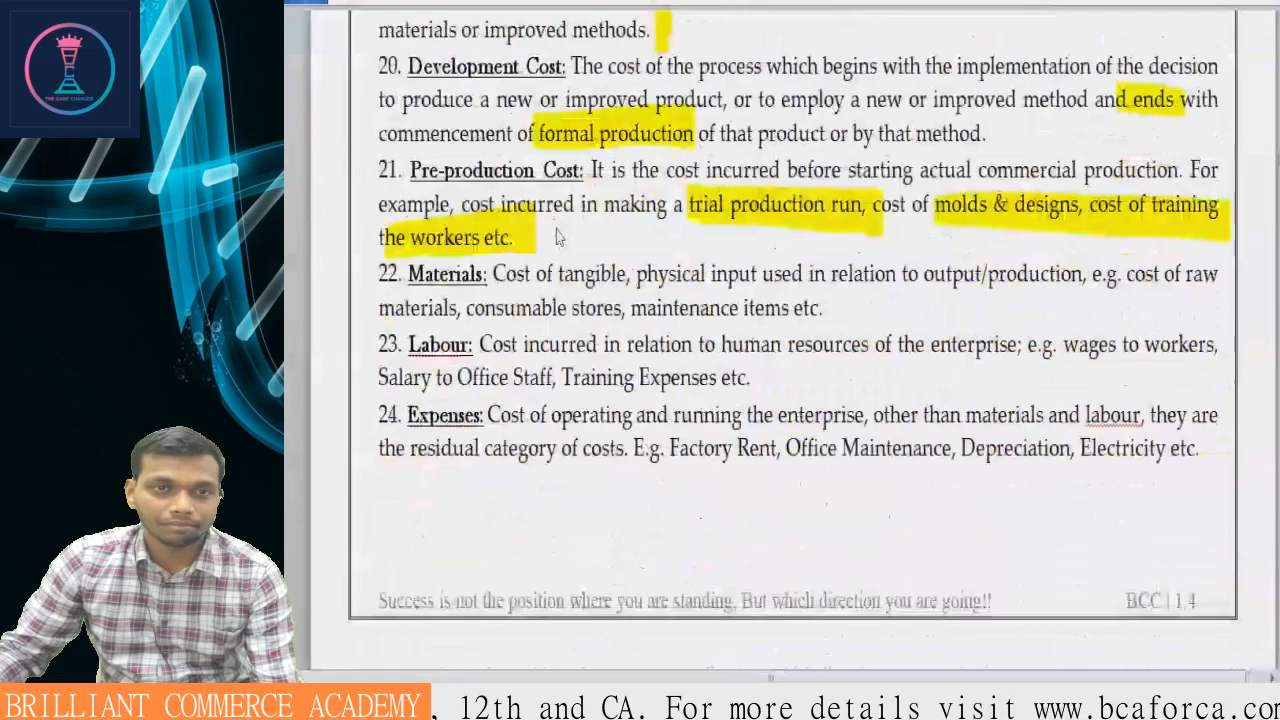 THE GAME CHANGER
materials or improved methods.
20. Development Cost: The cost of the process which begins with the implementation of the decision
to produce a new or improved product, or to employ a new or improved method and ends with
commencement of formal production of that product or by that method.
21. Pre-production Cost: It is the cost incurred before starting actual commercial production. For
example, cost incurred in making a trial production run, cost of molds & designs, cost of training
the workers etc.
22. Materials: Cost of tangible, physical input used in relation to output/production, e.g. cost of raw
materials, consumable stores, maintenance items etc.
23. Labour: Cost incurred in relation to human resources of the enterprise; e.g. wages to workers,
Salary to Office Staff, Training Expenses etc.
24. Expenses: Cost of operating and running the enterprise, other than materials and labour, they are
the residual category of costs. E.g. Factory Rent, Office Maintenance, Depreciation, Electricity etc.
Success is not the position where you are standing. But which direction you are going!! BCC | 1.4
BRILLIANT COMMERCE ACADEMY , 12th and CA. For more details visit www.bcaforca.co